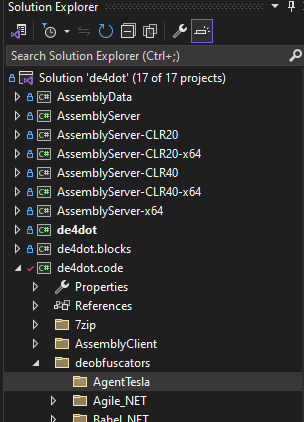 Solution Explorer
Search Solution Explorer (Ctrl+;)
Solution 'de4dot' (17 of 17 projects)
C# AssemblyData
C# AssemblyServer
C# AssemblyServer-CLR20
C# AssemblyServer-CLR20-x64
C# AssemblyServer-CLR40
C# AssemblyServer-CLR40-x64
C# AssemblyServer-x64
C# de4dot
C# de4dot.blocks
C# de4dot.code
Properties
References
7zip
AssemblyClient
deobfuscators
AgentTesla
Agile_NET
Babel_NET